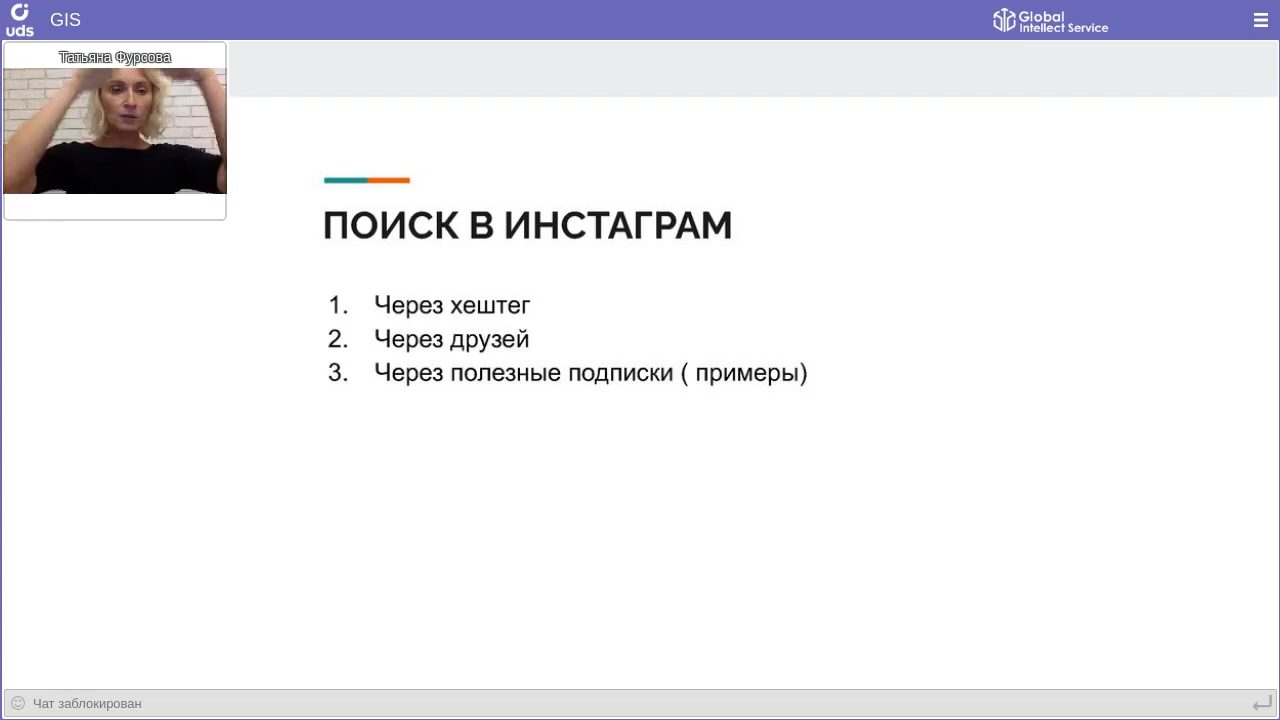 uds
GIS
Global
Intellect Service
Татьяна Фурсова
ПОИСК В ИНСТАГРАМ
1. Через хештег
2. Через друзей
3. Через полезные подписки ( примеры)
Чат заблокирован